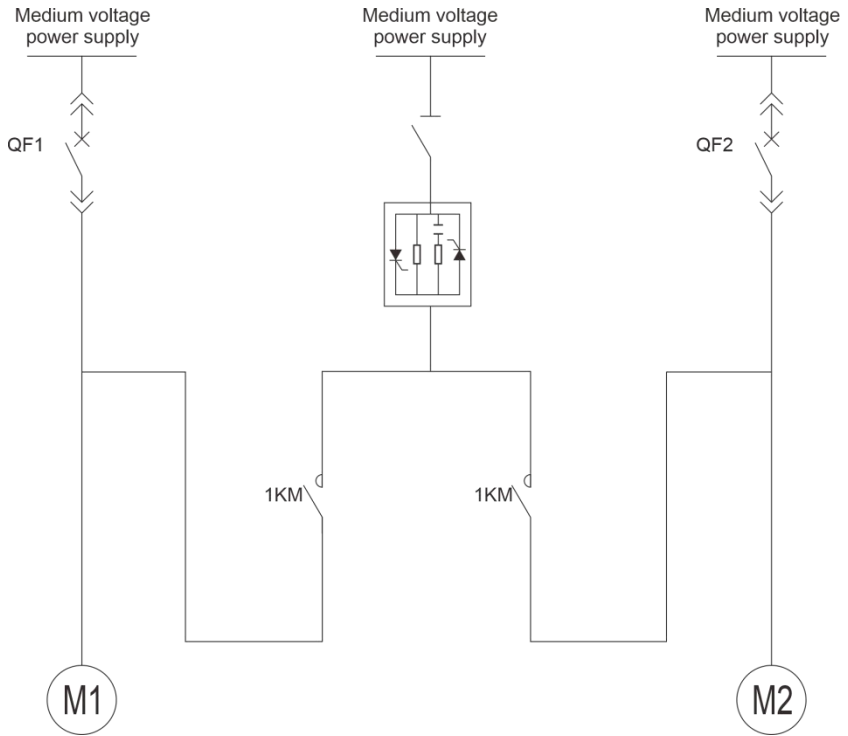 Medium voltage
power supply
Medium voltage
power supply
Medium voltage
power supply
QF1
QF2
1KM
1KM
M1
M2